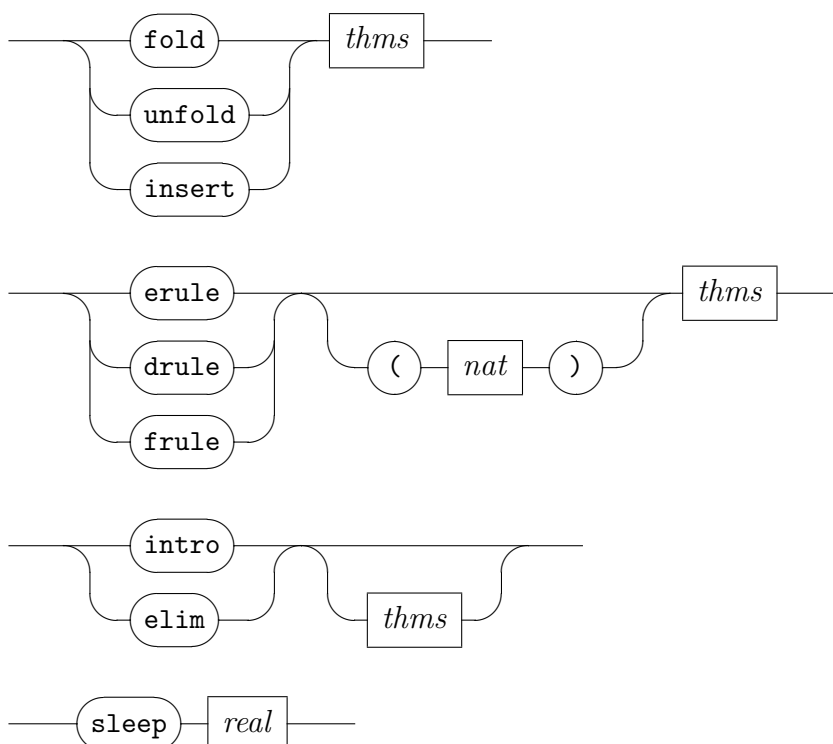 fold thms
unfold
insert
erule thms
drule ( nat )
frule
intro
elim thms
sleep real